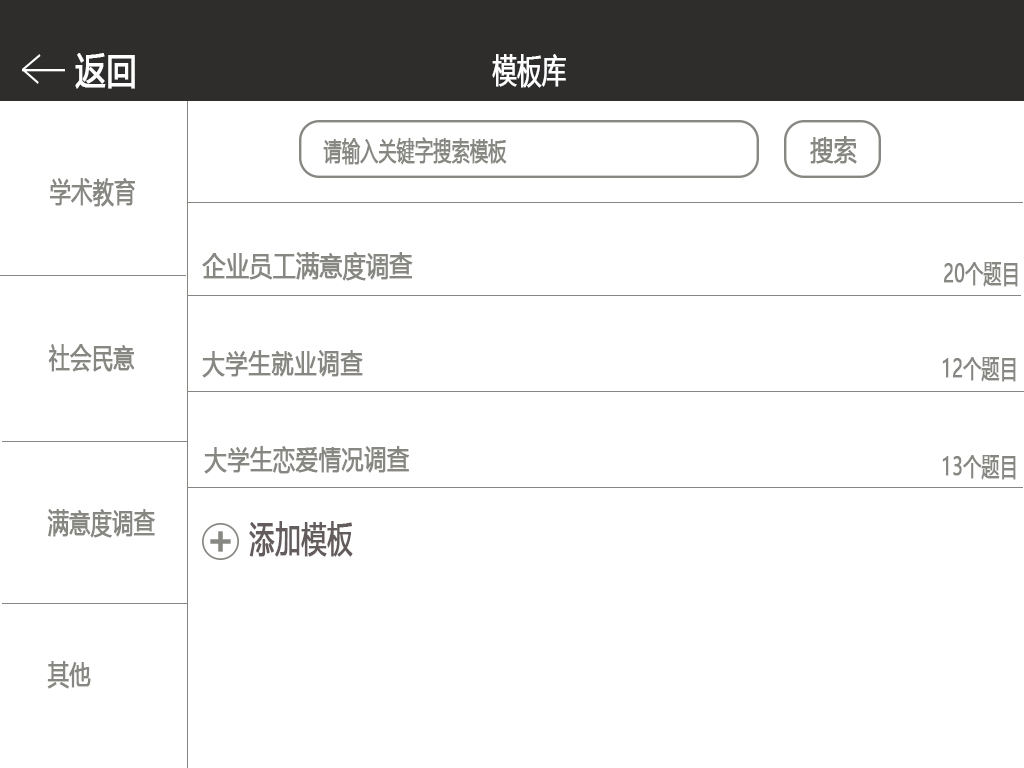 返回
模板库
请输入关键字搜索模板
搜索
学术教育
社会民意
满意度调查
其他
企业员工满意度调查
20个题目
大学生就业调查
12个题目
大学生恋爱情况调查
13个题目
添加模板